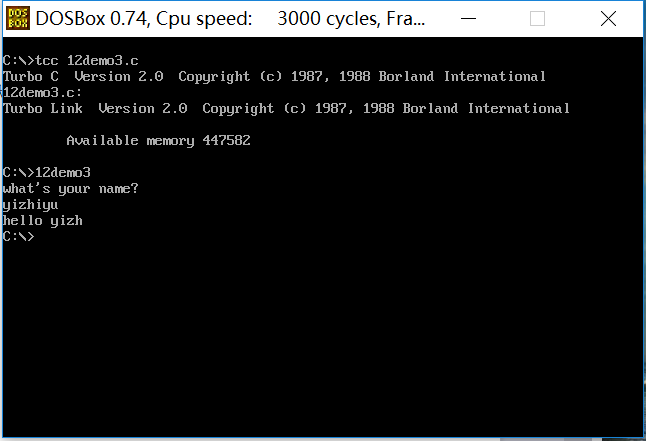 DOS
BOX
DOSBox 0.74, Cpu speed: 3000 cycles, Fra...
C:\>tcc 12demo3.c
Turbo C Version 2.0 Copyright (c) 1987, 1988 Borland International
12demo3.c:
Turbo Link Version 2.0 Copyright (c) 1987, 1988 Borland International
Available memory 447582
C:\>12demo3
what's your name?
yizhiyu
hello yizh
C:\>